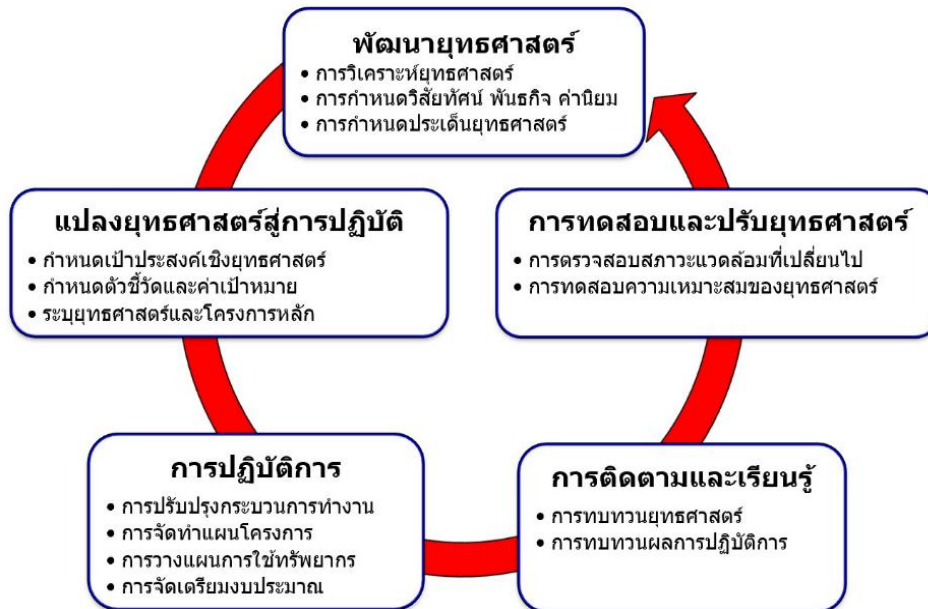 พัฒนายุทธศาสตร์
• การวิเคราะห์ยุทธศาสตร์
• การกำหนดวิสัยทัศน์ พันธกิจ ค่านิยม
• การกำหนดประเด็นยุทธศาสตร์
แปลงยุทธศาสตร์สู่การปฏิบัติ
• กำหนดเป้าประสงค์เชิงยุทธศาสตร์
• กำหนดตัวชี้วัดและค่าเป้าหมาย
• ระบุยุทธศาสตร์และโครงการหลัก
การทดสอบและปรับยุทธศาสตร์
• การตรวจสอบสภาวะแวดล้อมที่เปลี่ยนไป
• การทดสอบความเหมาะสมของยุทธศาสตร์
การปฏิบัติการ
• การปรับปรุงกระบวนการทำงาน
• การจัดทำแผนโครงการ
• การวางแผนการใช้ทรัพยากร
• การจัดเตรียมงบประมาณ
การติดตามและเรียนรู้
• การทบทวนยุทธศาสตร์
• การทบทวนผลการปฏิบัติการ